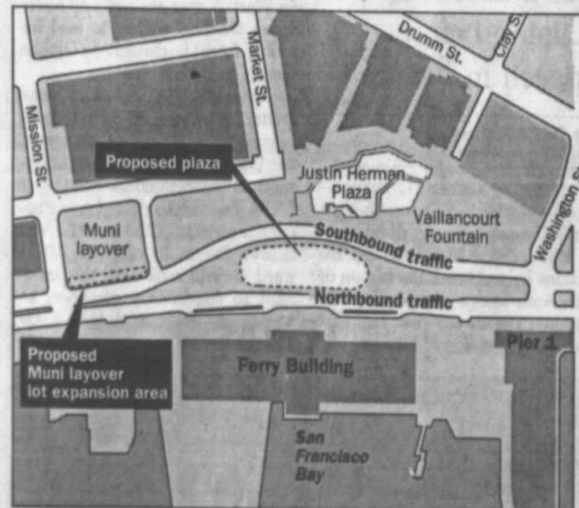 Drumm St.
Clay St.
Market St.
Mission St.
Proposed plaza
Justin Herman
Plaza
Muni
layover
Vaillancourt
Fountain
Washington St.
Southbound traffic
Northbound traffic
Proposed
Muni layover
lot expansion area
Ferry Building
Pier 1
San
Francisco
Bay